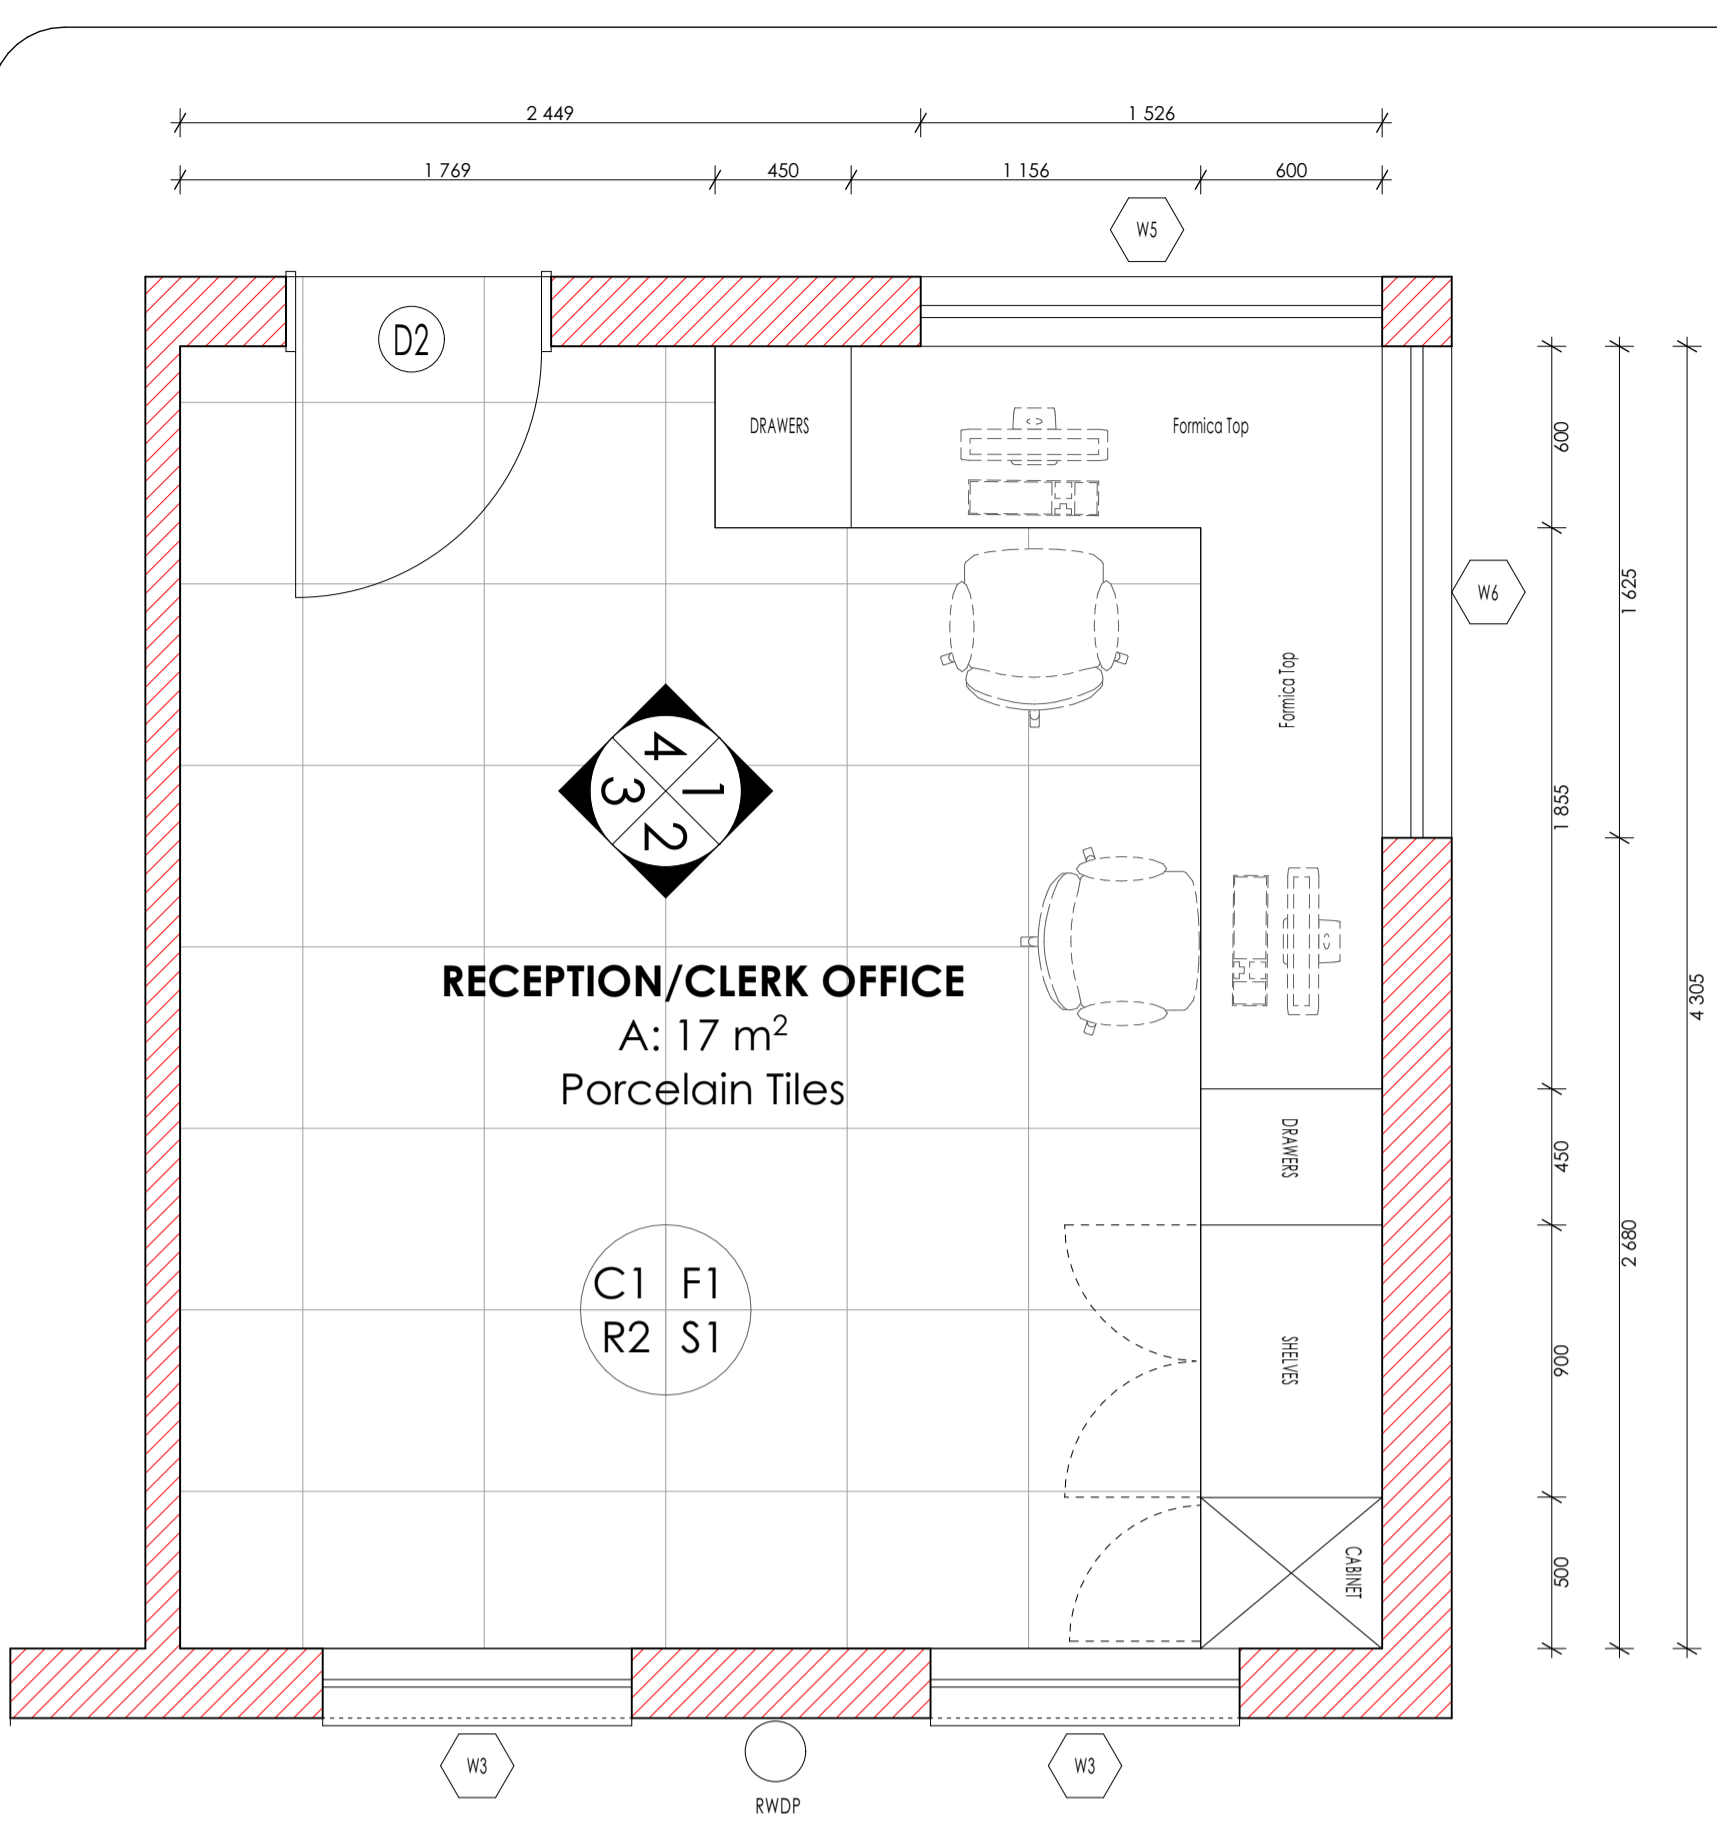 2 449
1 526
1 769
450
1 156
600
W5
D2
DRAWERS
Formica Top
600
1 625
W6
Formica Top
4
1
3
2
1 855
RECEPTION/CLERK OFFICE
A: 17 m²
Porcelain Tiles
4 305
DRAWERS
450
2 680
C1 F1
R2 S1
SHELVES
900
CABINET
500
W3
W3
RWDP